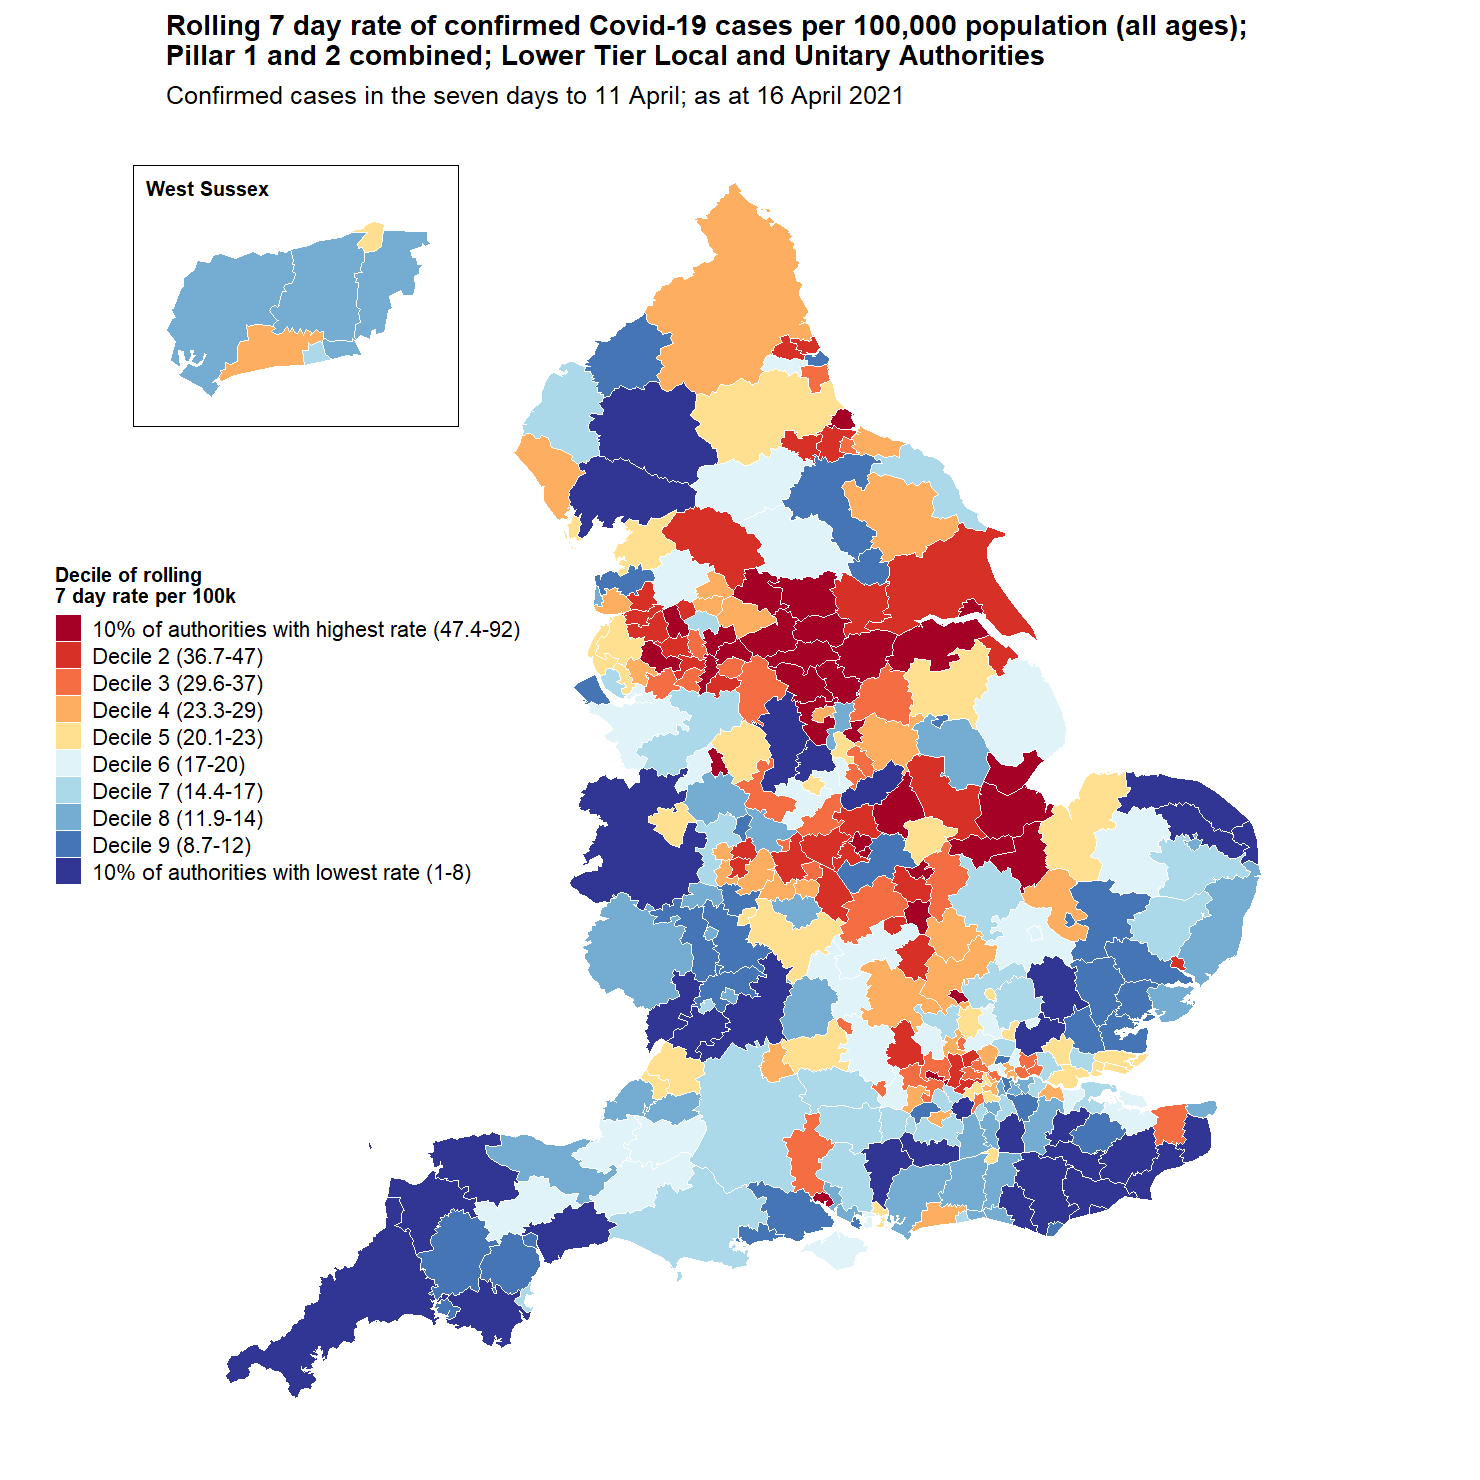 Rolling 7 day rate of confirmed Covid-19 cases per 100,000 population (all ages);
Pillar 1 and 2 combined; Lower Tier Local and Unitary Authorities
Confirmed cases in the seven days to 11 April; as at 16 April 2021
West Sussex
Decile of rolling
7 day rate per 100k
10% of authorities with highest rate (47.4-92)
Decile 2 (36.7-47)
Decile 3 (29.6-37)
Decile 4 (23.3-29)
Decile 5 (20.1-23)
Decile 6 (17-20)
Decile 7 (14.4-17)
Decile 8 (11.9-14)
Decile 9 (8.7-12)
10% of authorities with lowest rate (1-8)